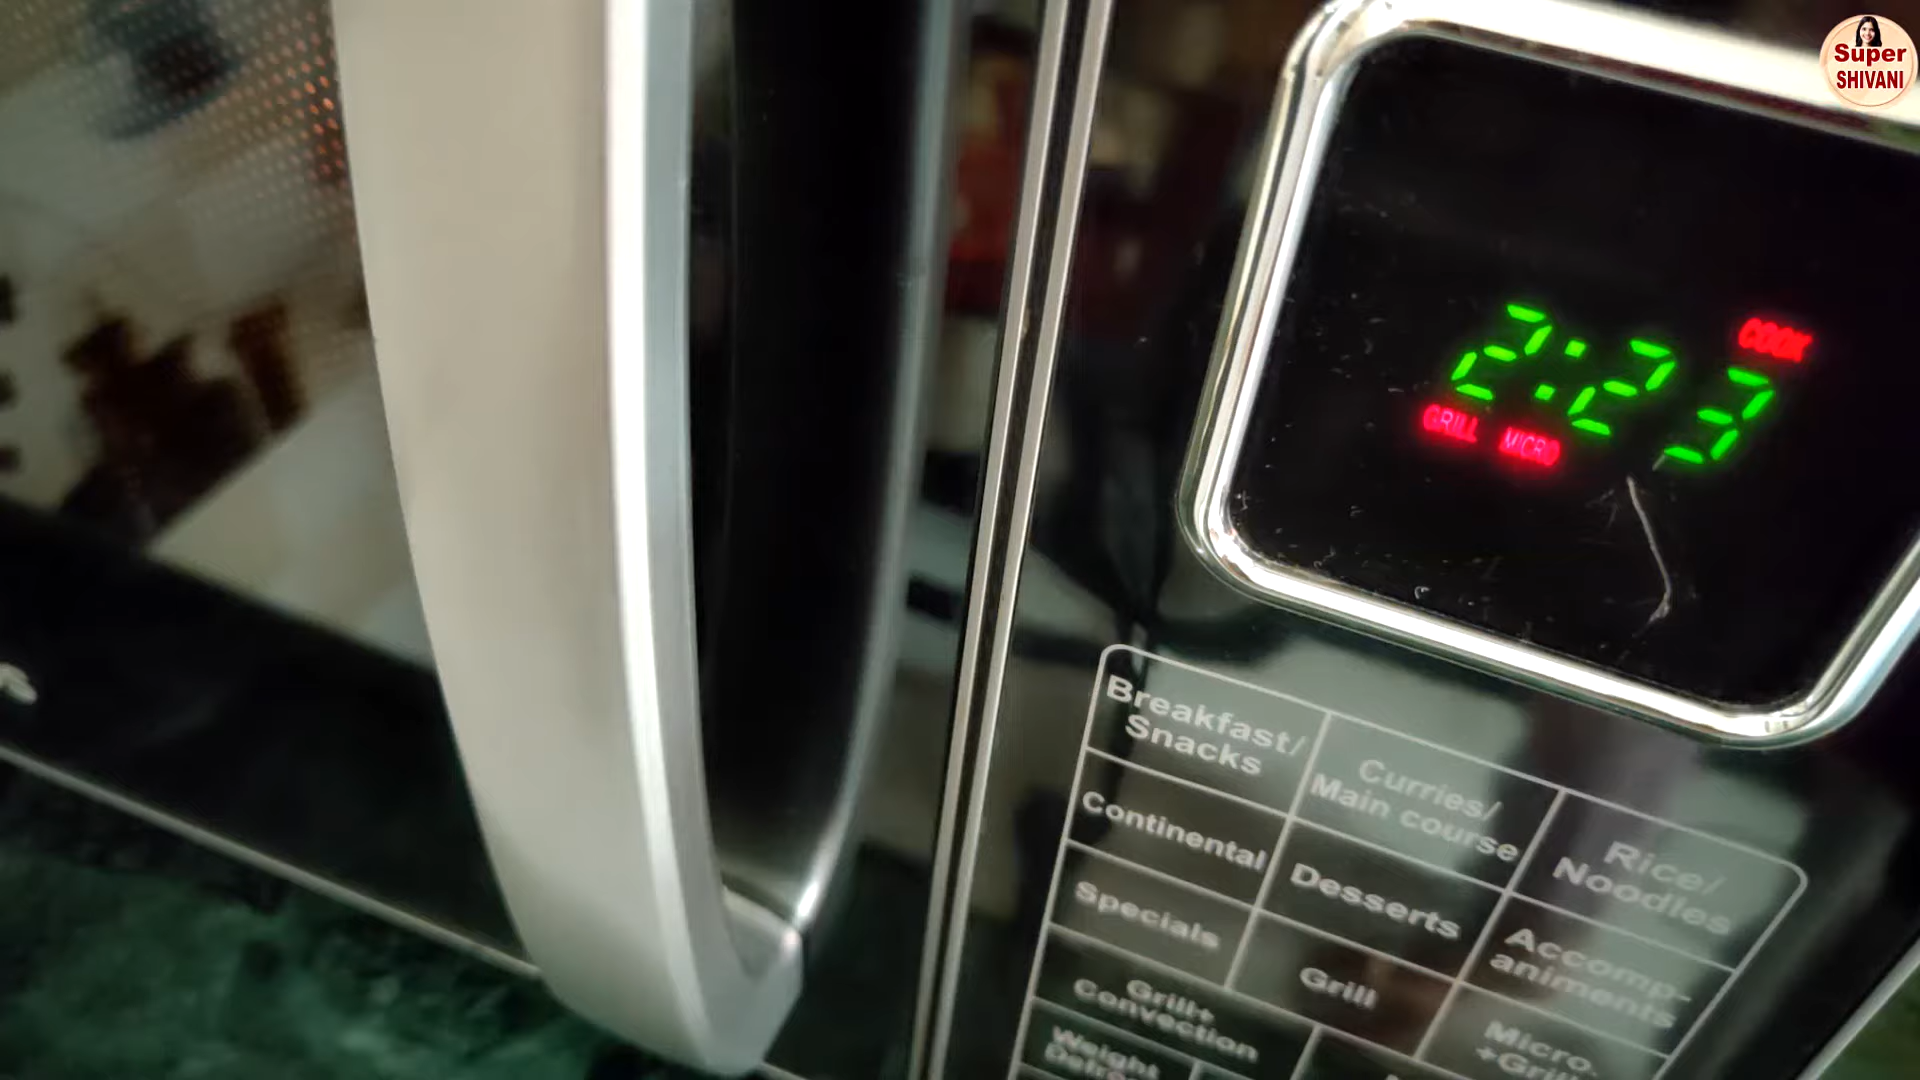 Super
SHIVANI
COOK
2:23
GRILL MICRO
Breakfast/
Snacks
Curries/
Main course
Rice/
Noodles
Continental
Desserts
Accomp-
animents
Specials
Grill
Micro
+Grill
Grill+
Convection
Weight